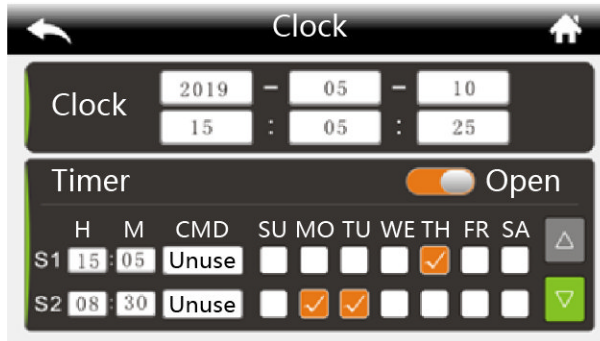 Clock
Clock 2019 - 05 - 10
15 : 05 : 25
Timer Open
H M CMD SU MO TU WE TH FR SA
S1 15:05 Unuse
S2 08:30 Unuse